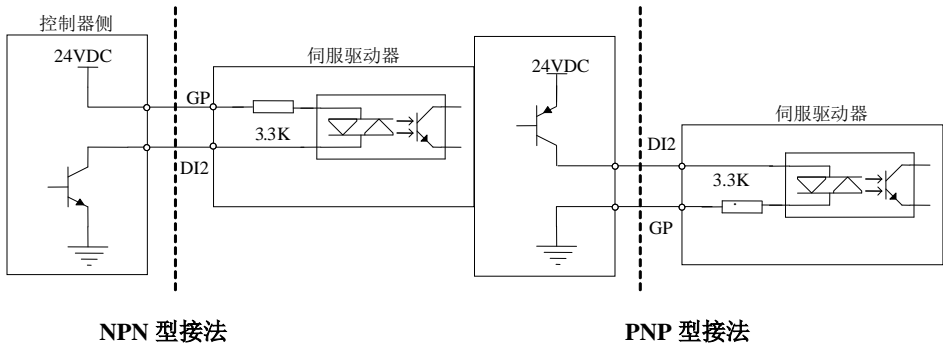 控制器侧
24VDC
伺服驱动器
GP
3.3K
DI2
NPN 型接法
24VDC
伺服驱动器
DI2
3.3K
GP
PNP 型接法